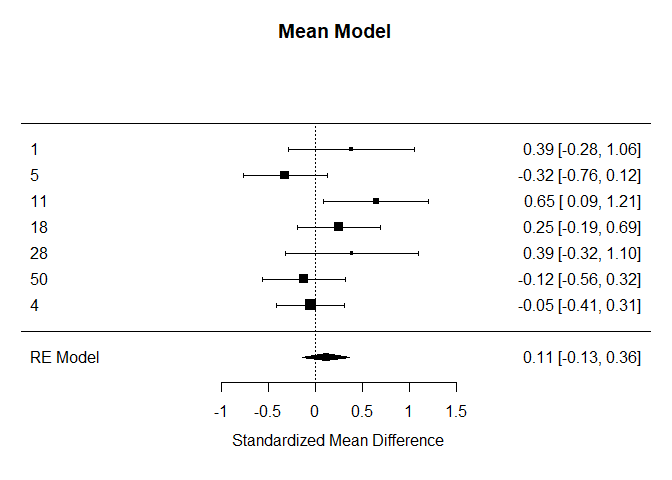 Mean Model
1 0.39 [-0.28, 1.06]
5 -0.32 [-0.76, 0.12]
11 0.65 [ 0.09, 1.21]
18 0.25 [-0.19, 0.69]
28 0.39 [-0.32, 1.10]
50 -0.12 [-0.56, 0.32]
4 -0.05 [-0.41, 0.31]
RE Model 0.11 [-0.13, 0.36]
-1 -0.5 0 0.5 1 1.5
Standardized Mean Difference